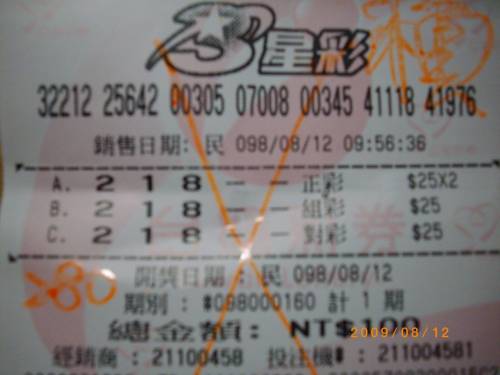 3星彩
32212 25642 00305 07008 00345 41118 41976
銷售日期: 民 098/08/12 09:56:36
A. 2 1 8 - - 正彩 $25X2
B. 2 1 8 - - 組彩 $25
C. 2 1 8 - - 對彩 $25
開獎日期: 民 098/08/12
280
期別: #098000160 計 1 期
總金額: NT$100
2009/08/12
經銷商: 21100458 投注機#: 211004581